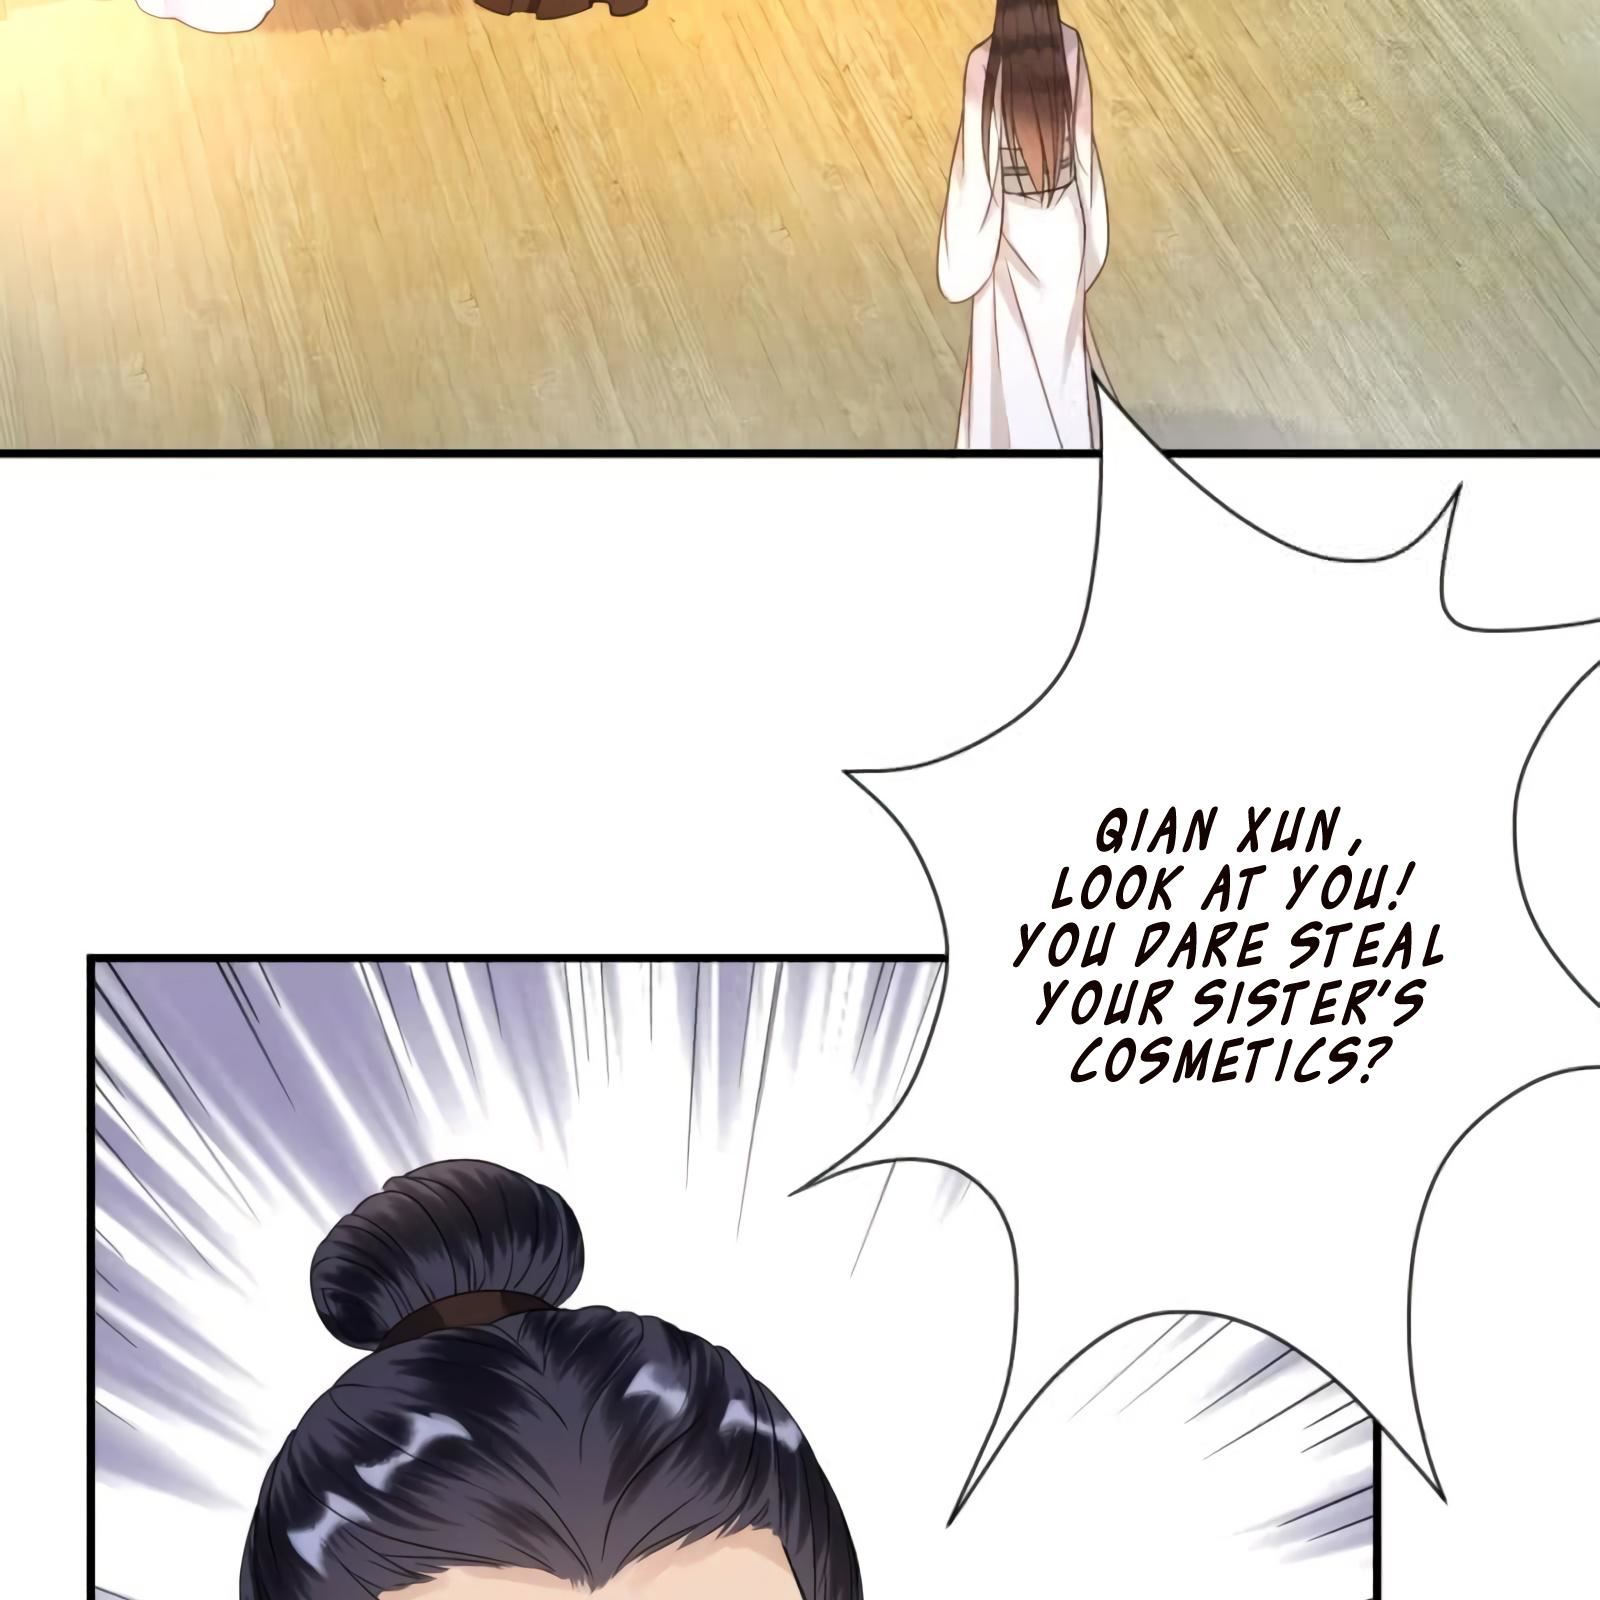 QIAN XUN,
LOOK AT YOU!
YOU DARE STEAL
YOUR SISTER'S
COSMETICS?